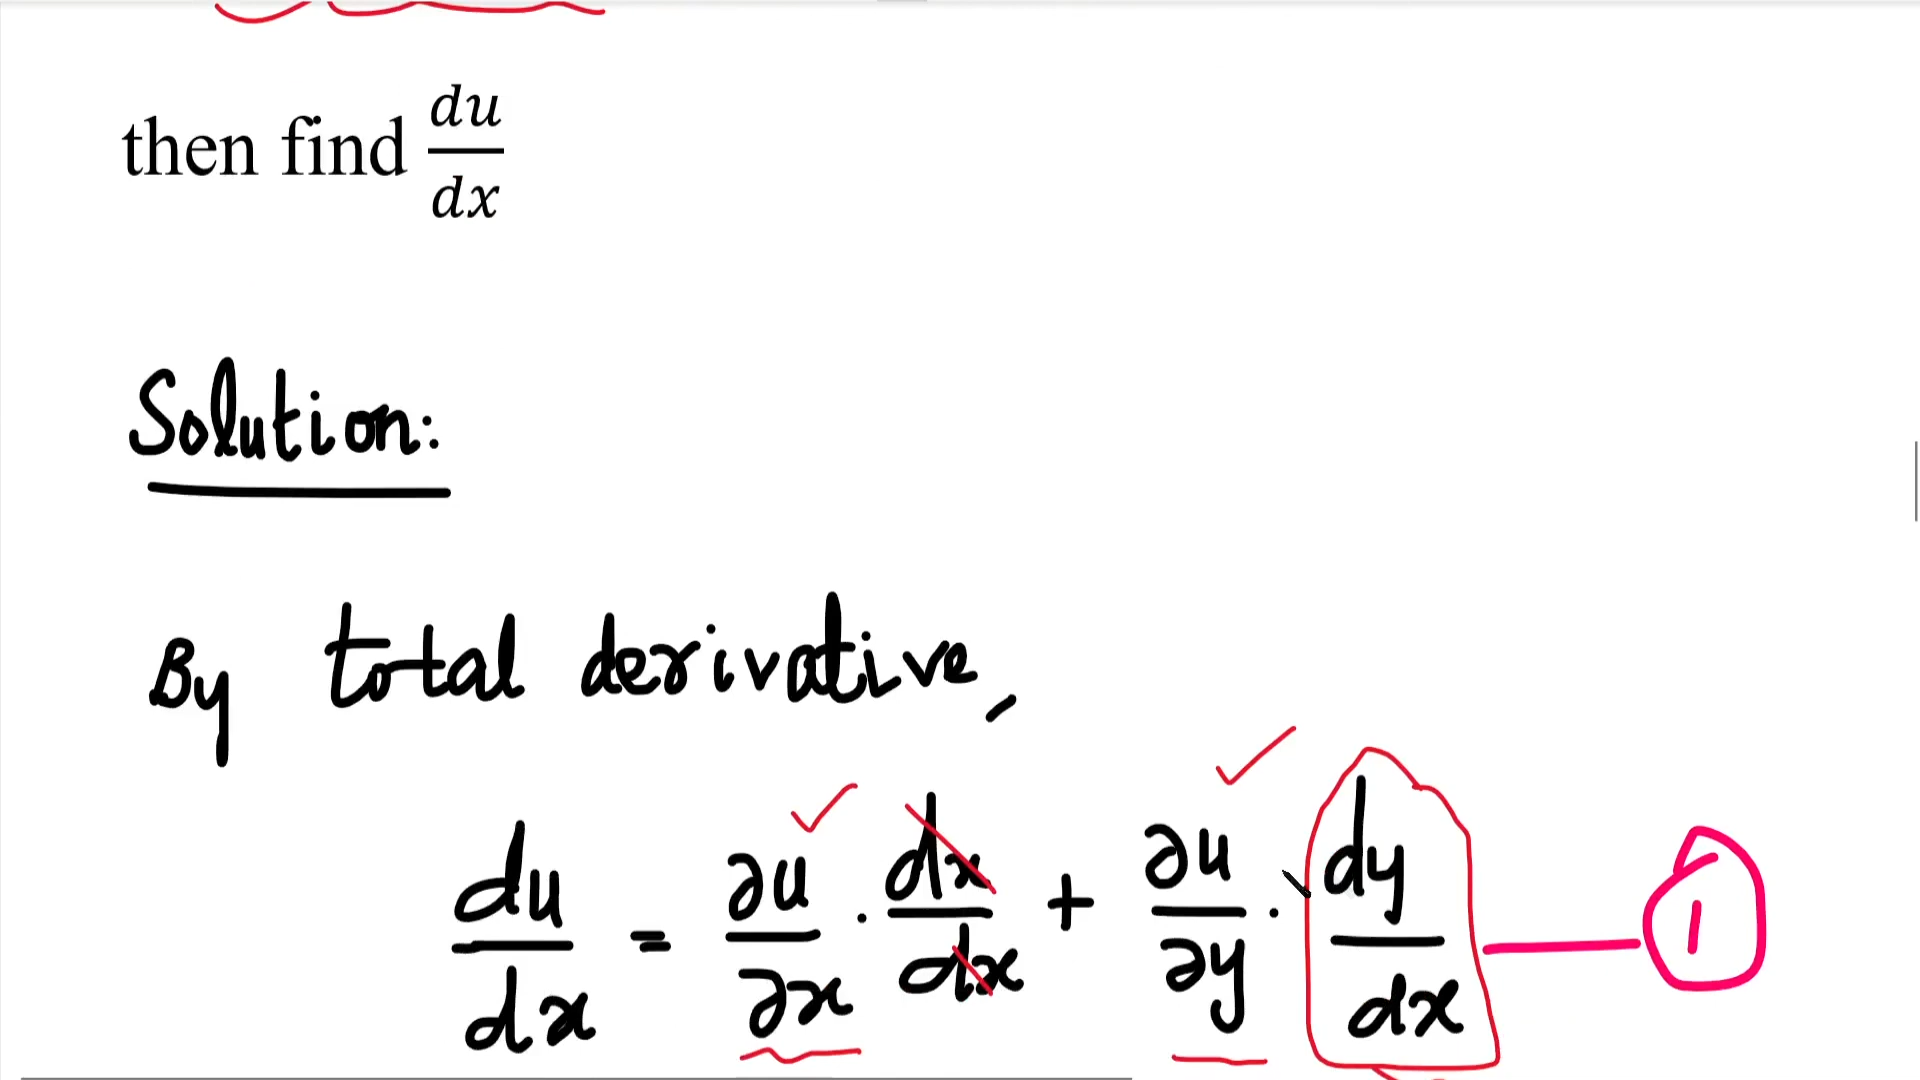 then find du/dx
Solution:
By total derivative,
du/dx = ∂u/∂x · dx/dx + ∂u/∂y · dy/dx — 1